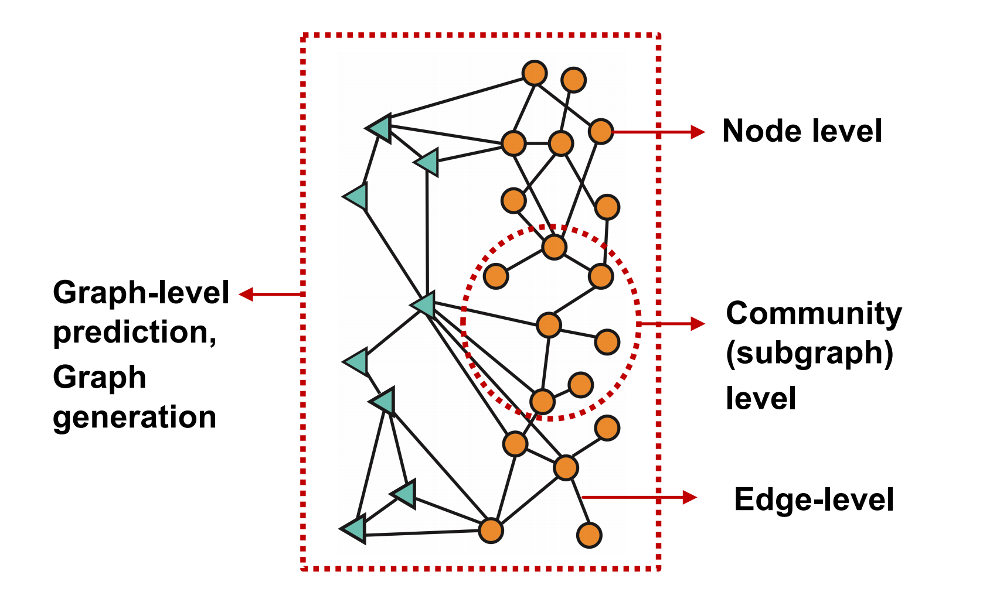 Node level
Graph-level
prediction,
Graph
generation
Community
(subgraph)
level
Edge-level